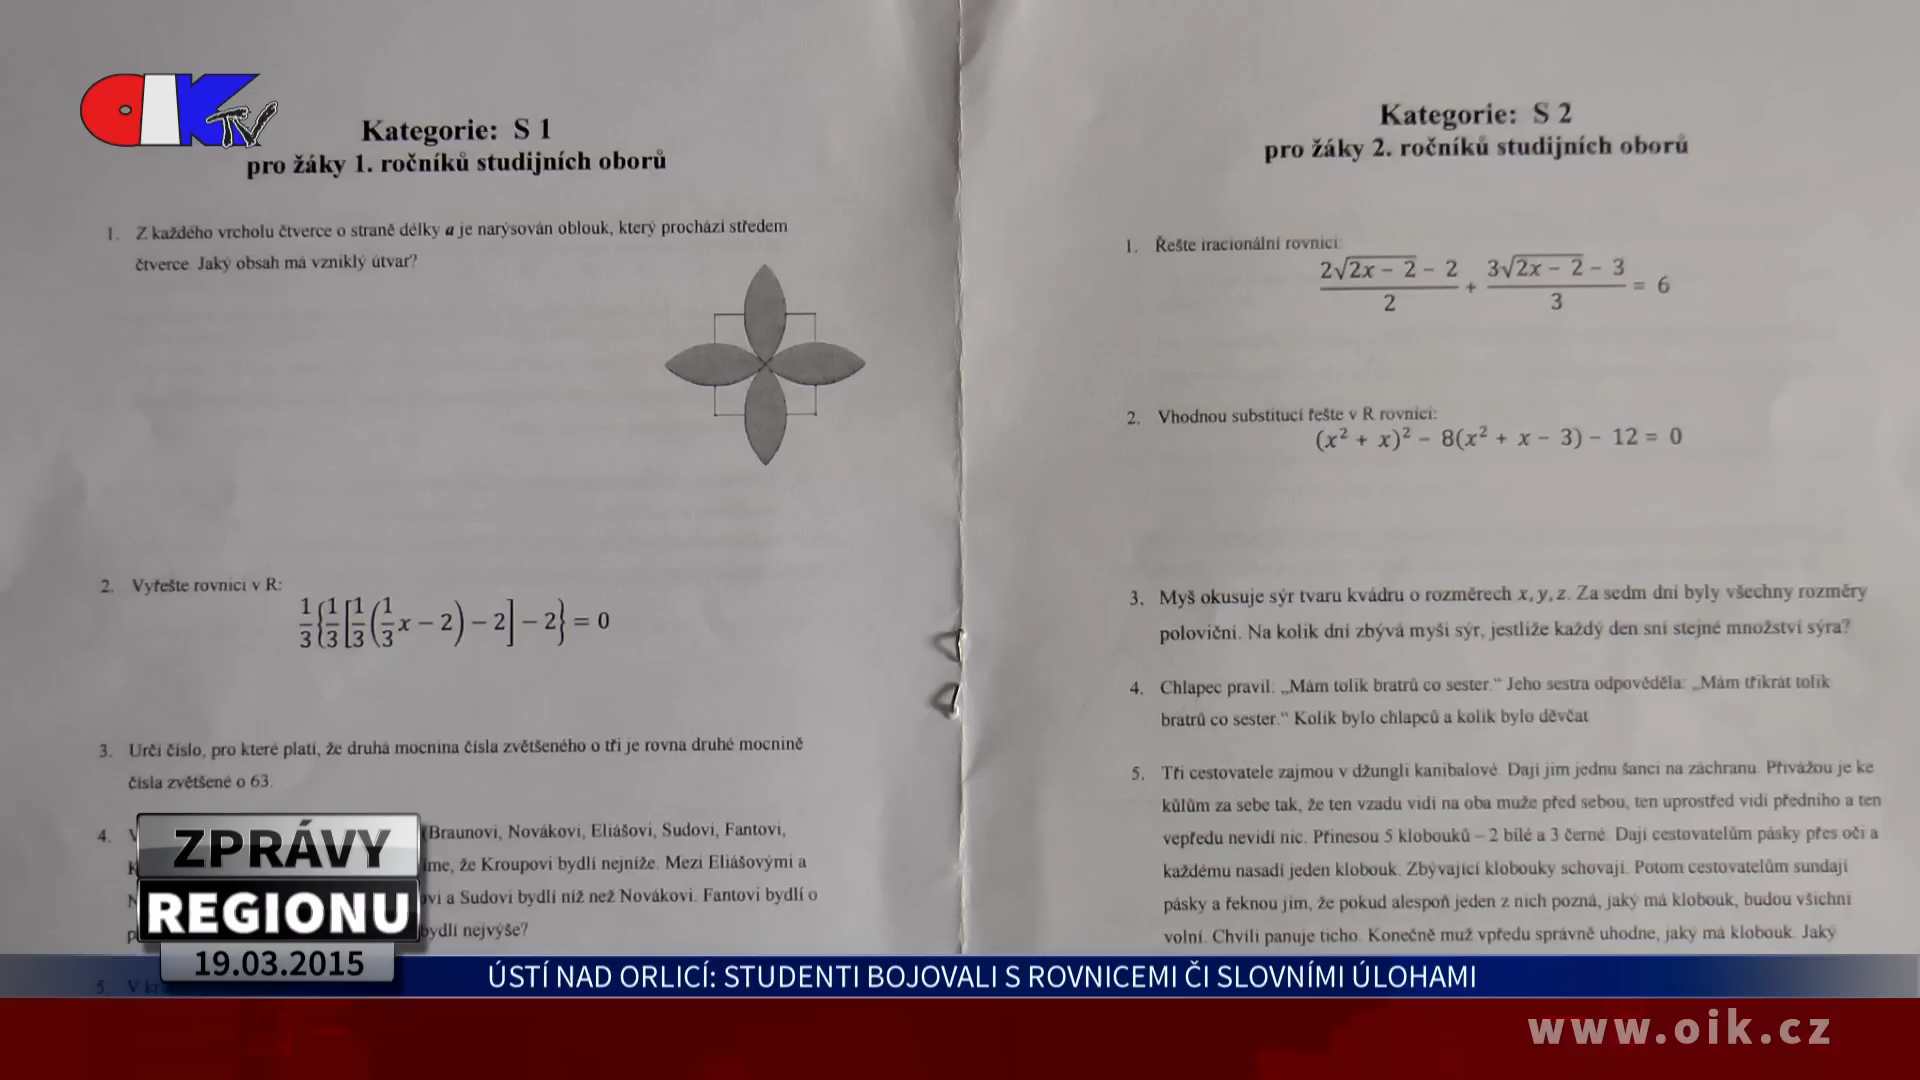 OIK TV
Kategorie: S 1
pro žáky 1. ročníků studijních oborů
1. Z každého vrcholu čtverce o straně délky a je narýsován oblouk, který prochází středem
čtverce. Jaký obsah má vzniklý útvar?
2. Vyřešte rovnici v R:
1/3{1/3[1/3(1/3x − 2) − 2] − 2} = 0
3. Urči číslo, pro které platí, že druhá mocnina čísla zvětšeného o tři je rovna druhé mocnině
čísla zvětšené o 63.
4. V
(Braunovi, Novákovi, Eliášovi, Sudovi, Fantovi,
íme, že Kroupovi bydlí nejníže. Mezi Eliášovými a
ovi a Sudovi bydlí níž než Novákovi. Fantovi bydlí o
bydlí nejvýše?
5. V
Kategorie: S 2
pro žáky 2. ročníků studijních oborů
1. Řešte iracionální rovnici:
(2√(2x − 2) − 2)/2 + (3√(2x − 2) − 3)/3 = 6
2. Vhodnou substitucí řešte v R rovnici:
(x² + x)² − 8(x² + x − 3) − 12 = 0
3. Myš okusuje sýr tvaru kvádru o rozměrech x, y, z. Za sedm dní byly všechny rozměry
poloviční. Na kolik dní zbývá myši sýr, jestliže každý den sní stejné množství sýra?
4. Chlapec pravil: „Mám tolik bratrů co sester.“ Jeho sestra odpověděla: „Mám třikrát tolik
bratrů co sester.“ Kolik bylo chlapců a kolik bylo děvčat
5. Tři cestovatele zajmou v džungli kanibalové. Dají jim jednu šanci na záchranu. Přivážou je ke
kůlům za sebe tak, že ten vzadu vidí na oba muže před sebou, ten uprostřed vidí předního a ten
vepředu nevidí nic. Přinesou 5 klobouků – 2 bílé a 3 černé. Dají cestovatelům pásky přes oči a
každému nasadí jeden klobouk. Zbývající klobouky schovají. Potom cestovatelům sundají
pásky a řeknou jim, že pokud alespoň jeden z nich pozná, jaký má klobouk, budou všichni
volní. Chvíli panuje ticho. Konečně muž vpředu správně uhodne, jaký má klobouk. Jaký
ZPRÁVY
REGIONU
19.03.2015
ÚSTÍ NAD ORLICÍ: STUDENTI BOJOVALI S ROVNICEMI ČI SLOVNÍMI ÚLOHAMI
www.oik.cz